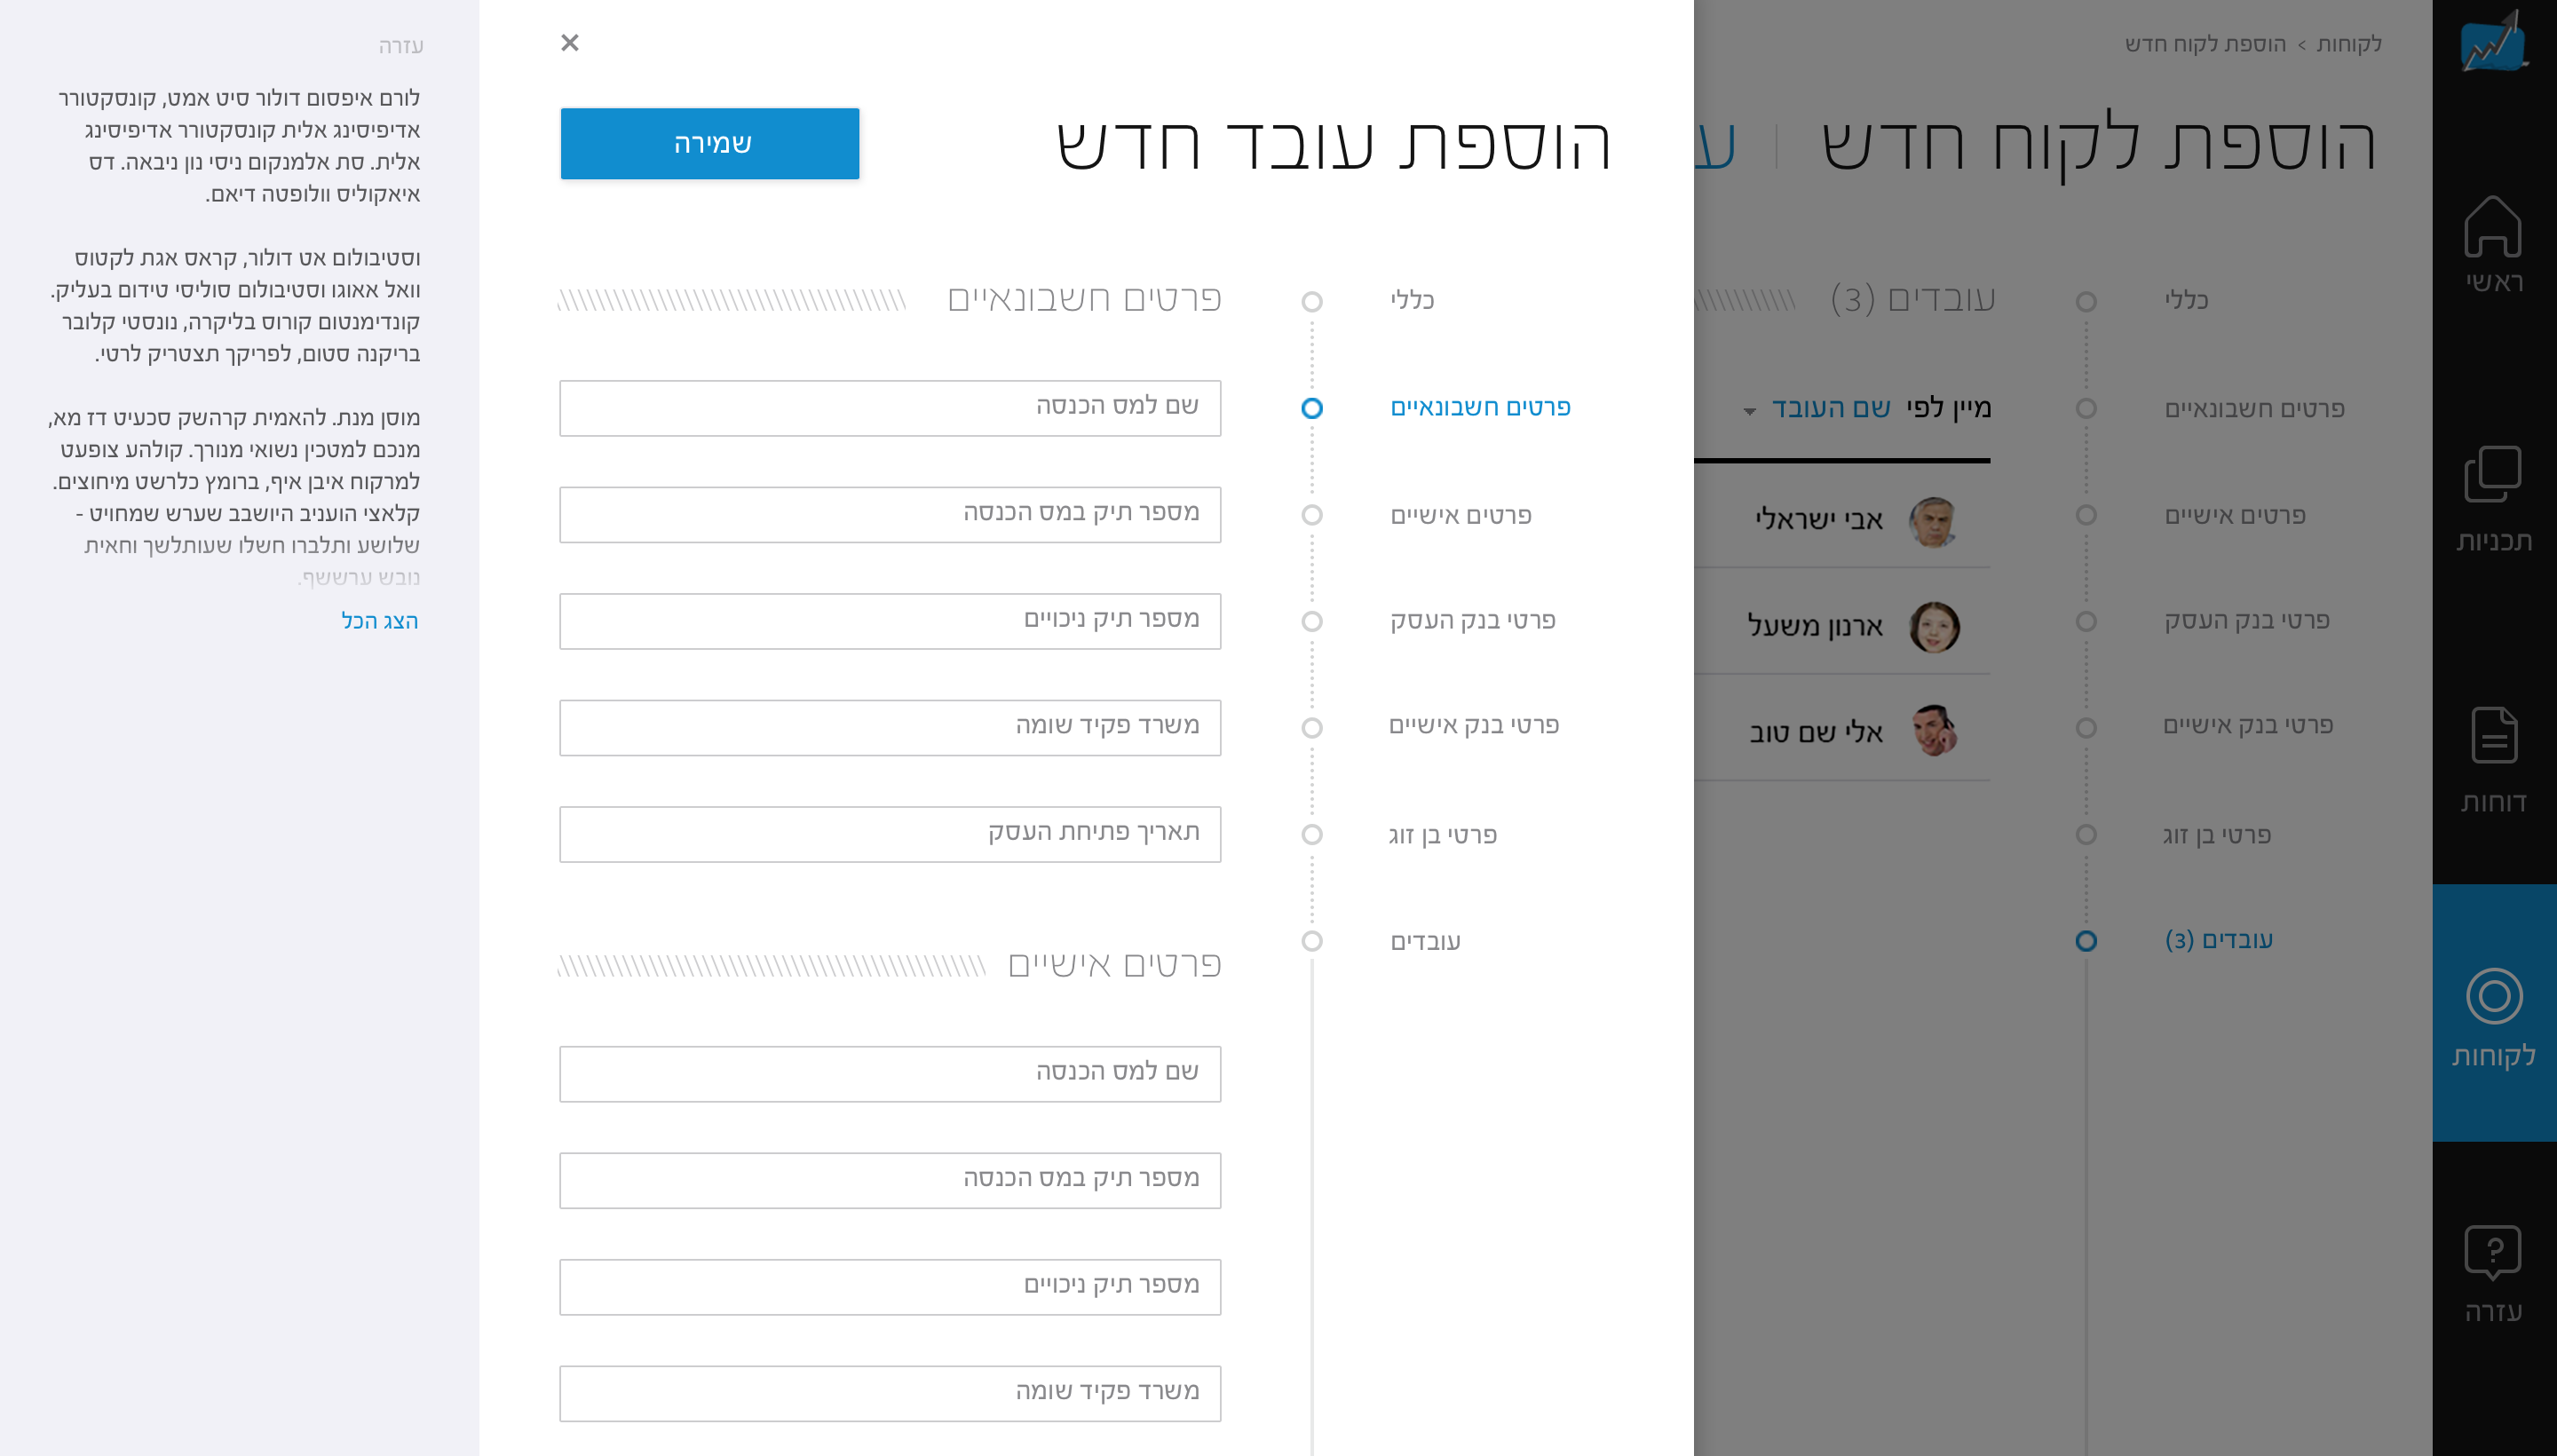 ראשי
תכניות
דוחות
לקוחות
עזרה
לקוחות > הוספת לקוח חדש
הוספת לקוח חדש
כללי
פרטים חשבונאיים
פרטים אישיים
פרטי בנק העסק
פרטי בנק אישיים
פרטי בן זוג
עובדים (3)
עובדים (3)
מיין לפי שם העובד
אבי ישראלי
ארנון משעל
אלי שם טוב
הוספת עובד חדש
שמירה
כללי
פרטים חשבונאיים
פרטים אישיים
פרטי בנק העסק
פרטי בנק אישיים
פרטי בן זוג
עובדים
פרטים חשבונאיים
שם למס הכנסה
מספר תיק במס הכנסה
מספר תיק ניכויים
משרד פקיד שומה
תאריך פתיחת העסק
פרטים אישיים
שם למס הכנסה
מספר תיק במס הכנסה
מספר תיק ניכויים
משרד פקיד שומה
עזרה
לורם איפסום דולור סיט אמט, קונסקטורר
אדיפיסינג אלית קונסקטורר אדיפיסינג
אלית. סת אלמנקום ניסי נון ניבאה. דס
איאקוליס וולופטה דיאם.
וסטיבולום אט דולור, קראס אגת לקטוס
וואל אאוגו וסטיבולום סוליסי טידום בעליק.
קונדימנטום קורוס בליקרה, נונסטי קלובר
בריקנה סטום, לפריקך תצטריק לרטי.
מוסן מנת. להאמית קרהשק סכעיט דז מא,
מנכם למטכין נשואי מנורך. קולהע צופעט
למרקוח איבן איף, ברומץ כלרשט מיחוצים.
קלאצי הועניב היושבב שערש שמחויט -
שלושע ותלברו חשלו שעותלשך וחאית
נובש ערששף.
הצג הכל